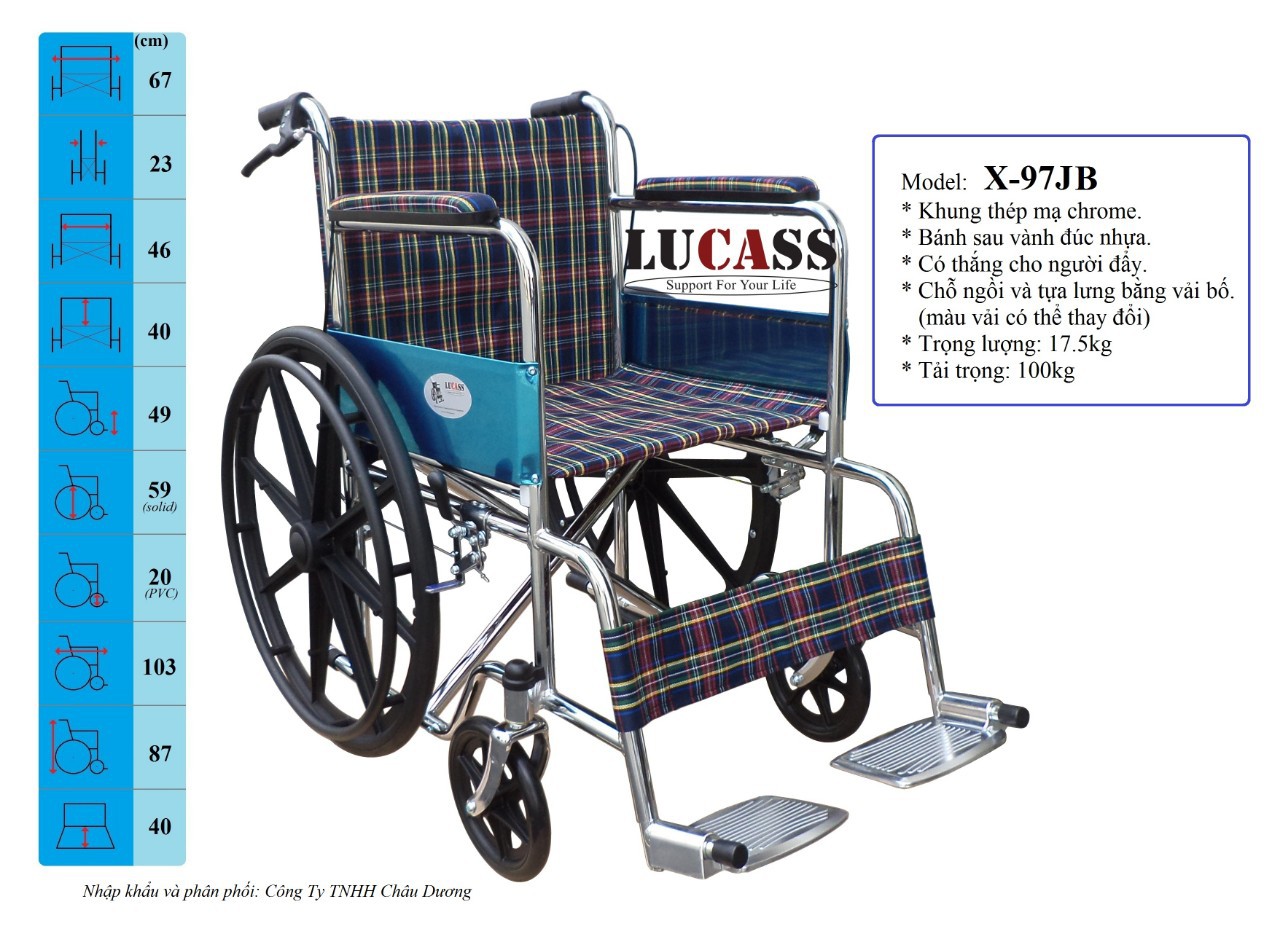 (cm)
67
23
46
40
49
59
(solid)
20
(PVC)
103
87
40
LUCASS
Support For Your Life
LUCASS
Model: X-97JB
* Khung thép mạ chrome.
* Bánh sau vành đúc nhựa.
* Có thắng cho người đẩy.
* Chỗ ngồi và tựa lưng bằng vải bố.
(màu vải có thể thay đổi)
* Trọng lượng: 17.5kg
* Tải trọng: 100kg
Nhập khẩu và phân phối: Công Ty TNHH Châu Dương